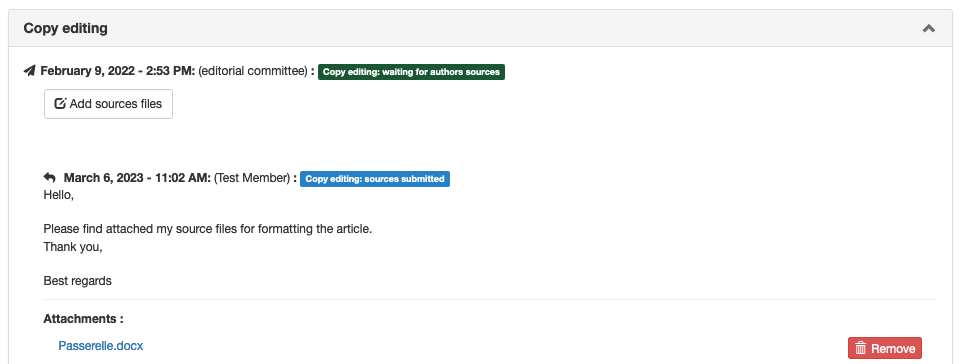 Copy editing
February 9, 2022 - 2:53 PM: (editorial committee) : Copy editing: waiting for authors sources
Add sources files
March 6, 2023 - 11:02 AM: (Test Member) : Copy editing: sources submitted
Hello,
Please find attached my source files for formatting the article.
Thank you,
Best regards
Attachments :
Passerelle.docx
Remove